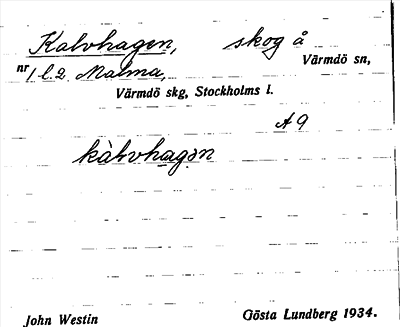 Kalvhagen, skog å
Värmdö sn,
nr 1 l.2. Malma,
Värmdö skg, Stockholms l.
A 9
kàlvhagən
John Westin Gösta Lundberg 1934.